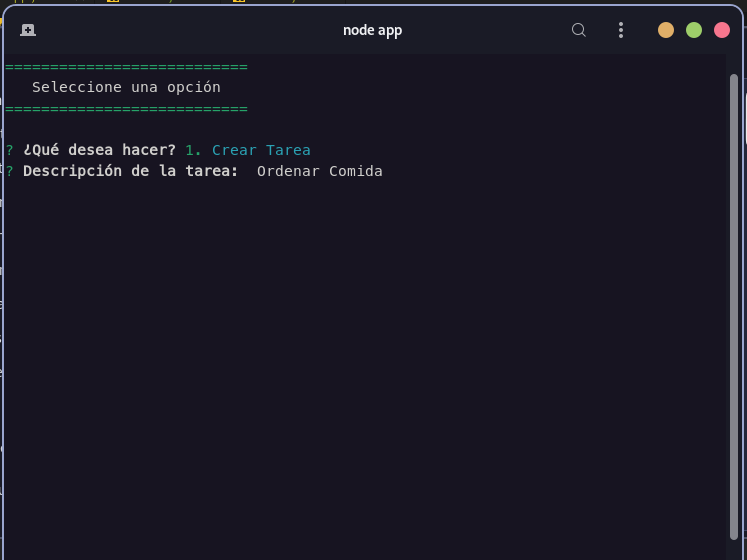 node app
===========================
Seleccione una opción
===========================
? ¿Qué desea hacer? 1. Crear Tarea
? Descripción de la tarea: Ordenar Comida